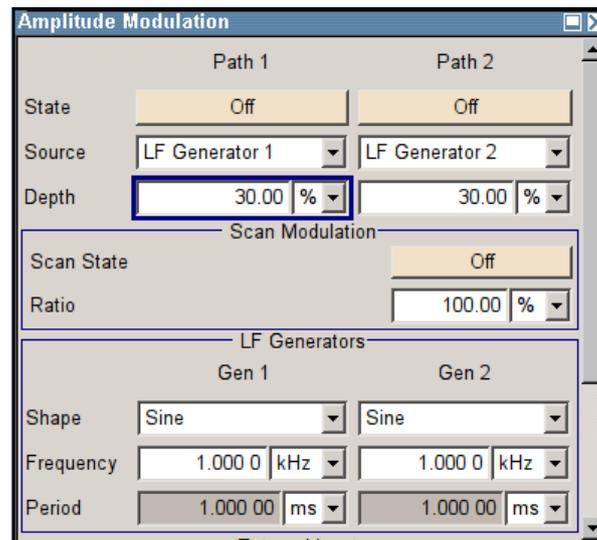 Amplitude Modulation
Path 1 Path 2
State Off Off
Source LF Generator 1 LF Generator 2
Depth 30.00 % 30.00 %
Scan Modulation
Scan State Off
Ratio 100.00 %
LF Generators
Gen 1 Gen 2
Shape Sine Sine
Frequency 1.000 0 kHz 1.000 0 kHz
Period 1.000 00 ms 1.000 00 ms